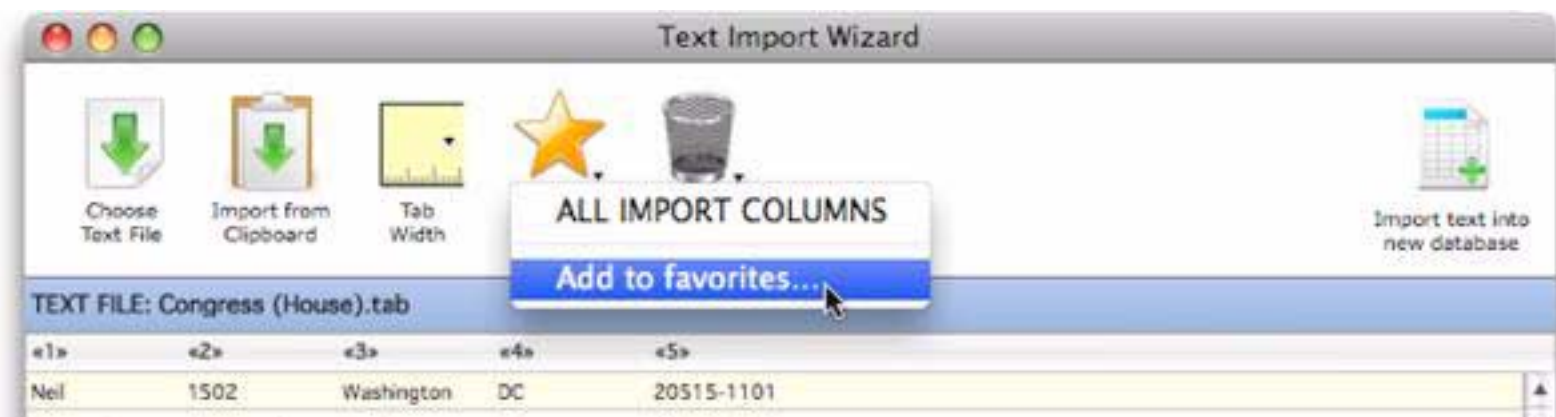 Text Import Wizard
Choose
Text File
Import from
Clipboard
Tab
Width
ALL IMPORT COLUMNS
Add to favorites...
Import text into
new database
TEXT FILE: Congress (House).tab
«1» «2» «3» «4» «5»
Neil 1502 Washington DC 20515-1101